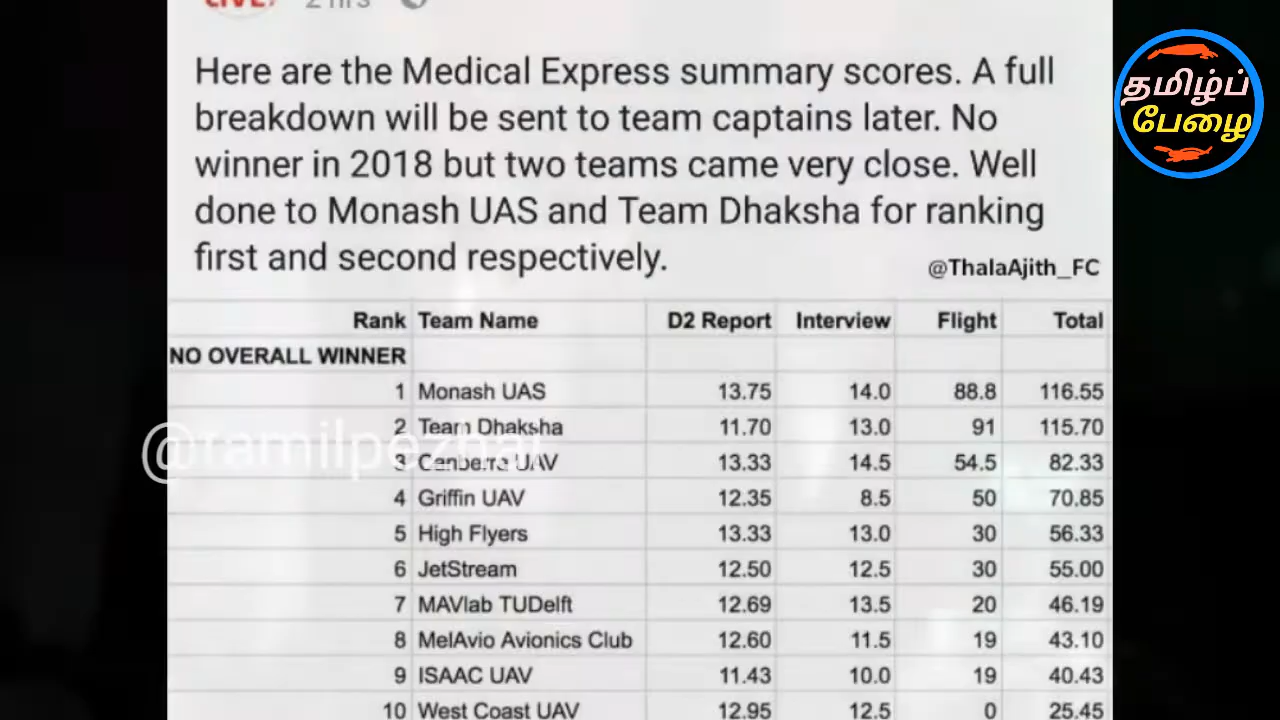 LIVE! 2 hrs
தமிழ்ப்
பேழை
Here are the Medical Express summary scores. A full
breakdown will be sent to team captains later. No
winner in 2018 but two teams came very close. Well
done to Monash UAS and Team Dhaksha for ranking
first and second respectively.
@ThalaAjith_FC
Rank Team Name D2 Report Interview Flight Total
NO OVERALL WINNER
1 Monash UAS 13.75 14.0 88.8 116.55
2 Team Dhaksha 11.70 13.0 91 115.70
@tamilpezhai
3 Canberra UAV 13.33 14.5 54.5 82.33
4 Griffin UAV 12.35 8.5 50 70.85
5 High Flyers 13.33 13.0 30 56.33
6 JetStream 12.50 12.5 30 55.00
7 MAVlab TUDelft 12.69 13.5 20 46.19
8 MelAvio Avionics Club 12.60 11.5 19 43.10
9 ISAAC UAV 11.43 10.0 19 40.43
10 West Coast UAV 12.95 12.5 0 25.45